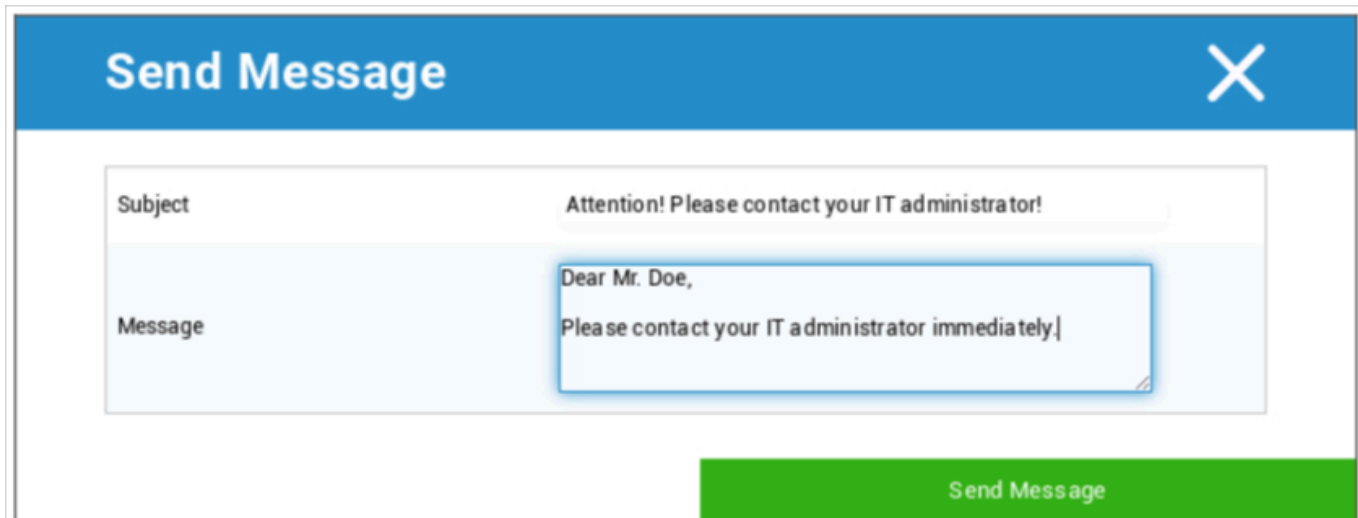 Send Message
Subject
Attention! Please contact your IT administrator!
Message
Dear Mr. Doe,
Please contact your IT administrator immediately.
Send Message